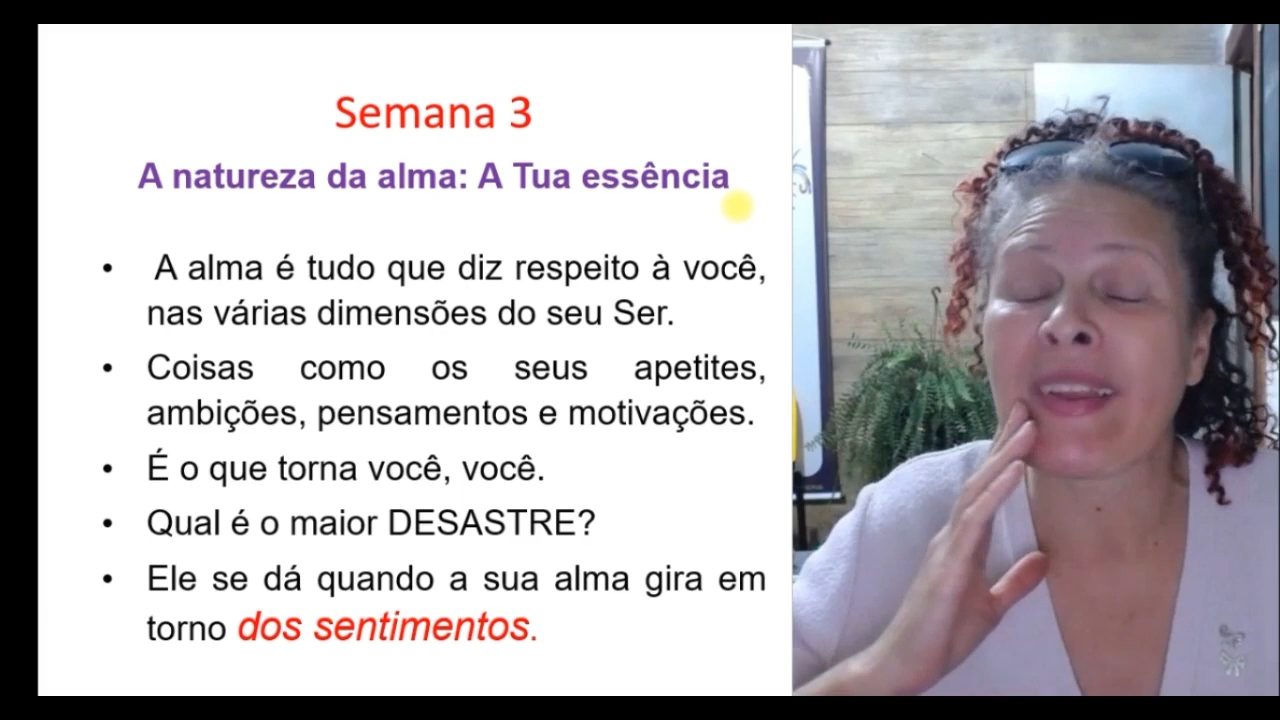 Semana 3
A natureza da alma: A Tua essência
• A alma é tudo que diz respeito à você,
nas várias dimensões do seu Ser.
• Coisas como os seus apetites,
ambições, pensamentos e motivações.
• É o que torna você, você.
• Qual é o maior DESASTRE?
• Ele se dá quando a sua alma gira em
torno dos sentimentos.